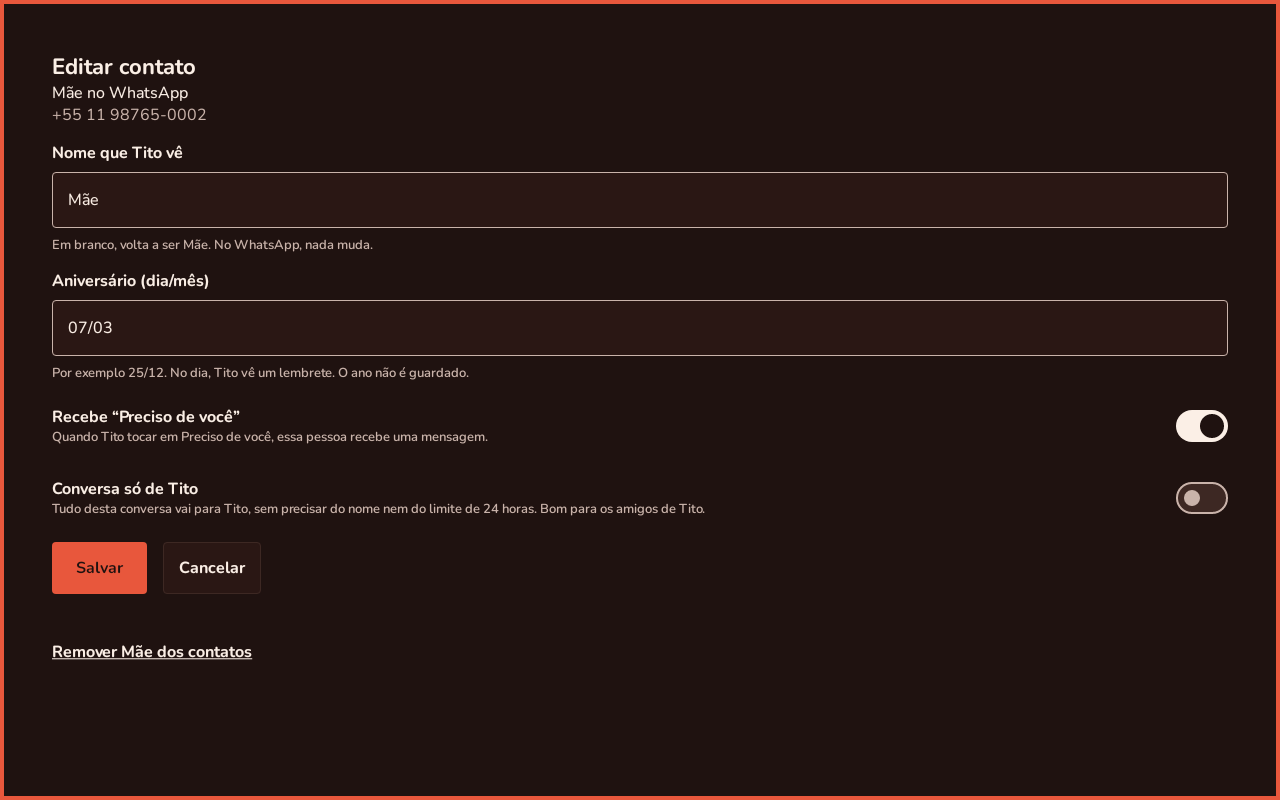 Editar contato
Mãe no WhatsApp
+55 11 98765-0002
Nome que Tito vê
Mãe
Em branco, volta a ser Mãe. No WhatsApp, nada muda.
Aniversário (dia/mês)
07/03
Por exemplo 25/12. No dia, Tito vê um lembrete. O ano não é guardado.
Recebe “Preciso de você”
Quando Tito tocar em Preciso de você, essa pessoa recebe uma mensagem.
Conversa só de Tito
Tudo desta conversa vai para Tito, sem precisar do nome nem do limite de 24 horas. Bom para os amigos de Tito.
Salvar Cancelar
Remover Mãe dos contatos